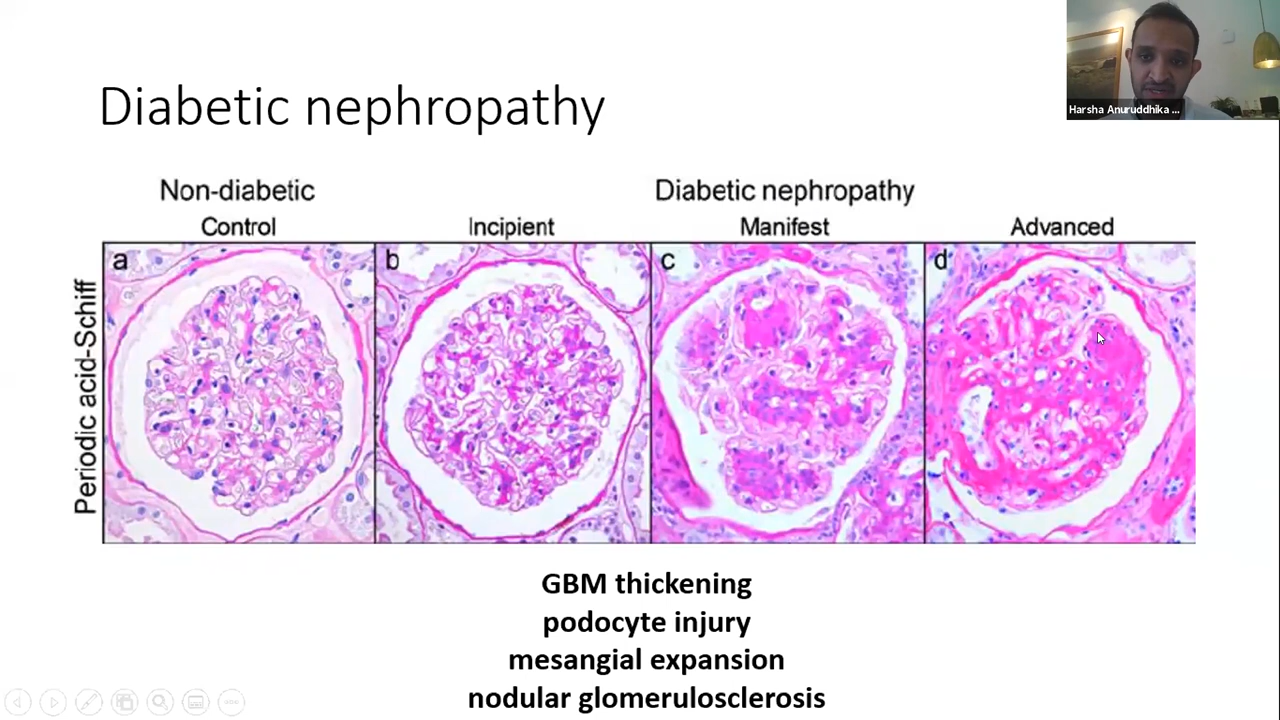 Harsha Anuruddhika ...
Diabetic nephropathy
Non-diabetic
Diabetic nephropathy
Control
Incipient
Manifest
Advanced
Periodic acid-Schiff
a
b
c
d
GBM thickening
podocyte injury
mesangial expansion
nodular glomerulosclerosis